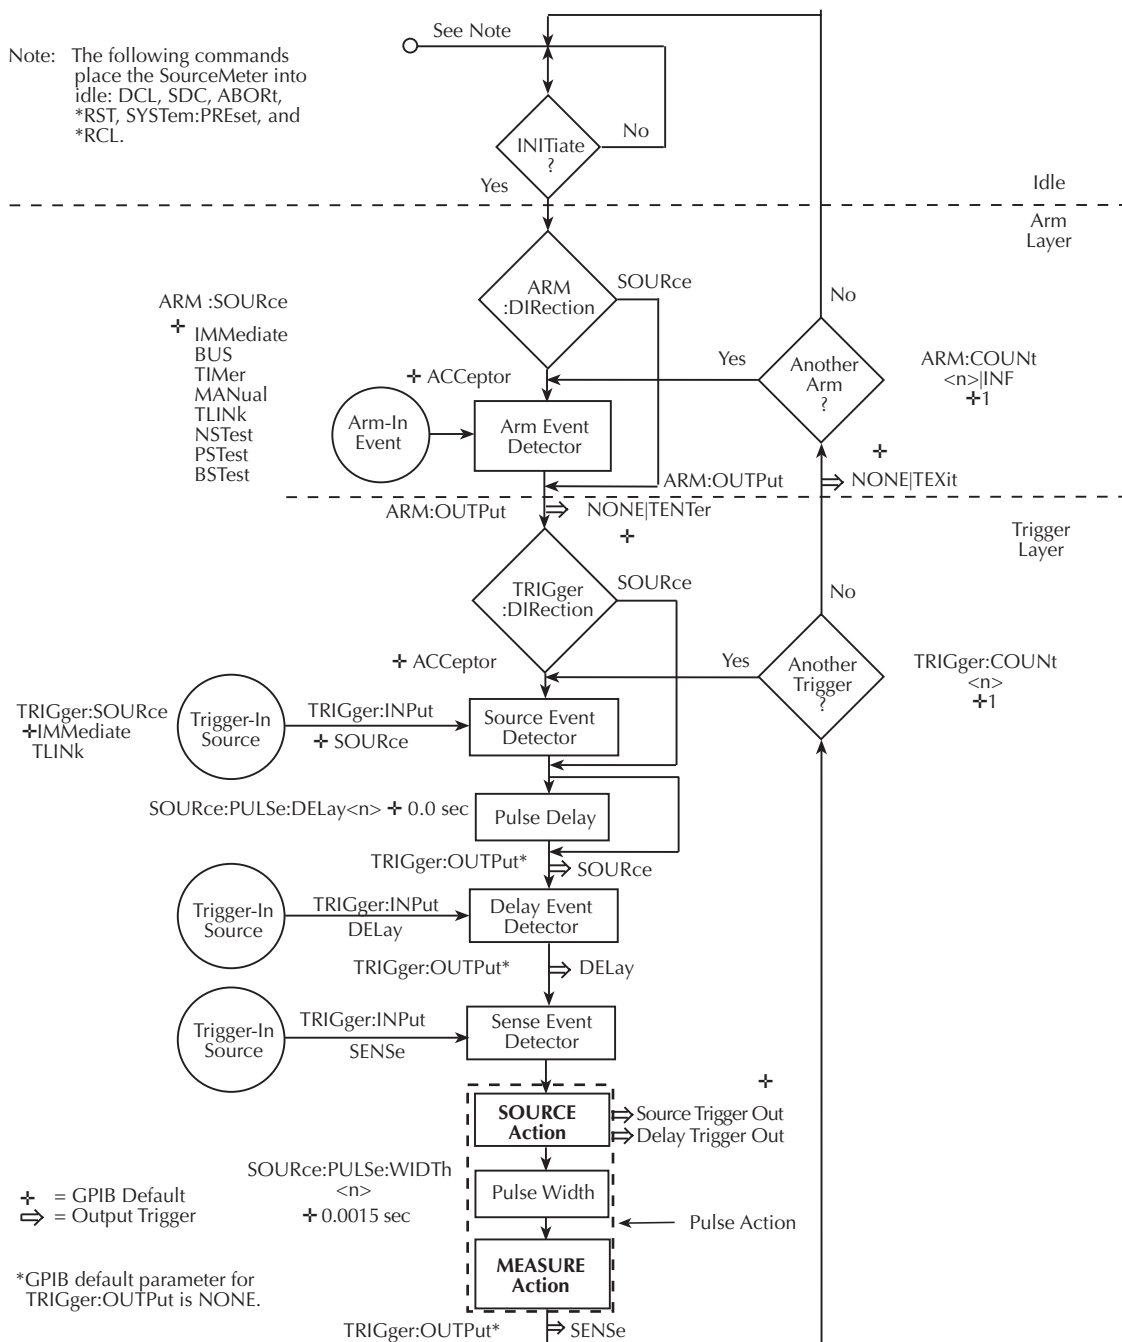 See Note
Note: The following commands
place the SourceMeter into
idle: DCL, SDC, ABORt,
*RST, SYSTem:PREset, and
*RCL.
INITiate
?
No
Yes
Idle
Arm
Layer
ARM
:DIRection
SOURce
ARM :SOURce
IMMediate
BUS
TIMer
MANual
TLINk
NSTest
PSTest
BSTest
ACCeptor
Arm-In
Event
Arm Event
Detector
No
Yes
Another
Arm
?
ARM:COUNt
<n>|INF
1
ARM:OUTPut
NONE|TEXit
ARM:OUTPut
NONE|TENTer
Trigger
Layer
TRIGger
:DIRection
SOURce
No
ACCeptor
Yes
Another
Trigger
?
TRIGger:COUNt
<n>
1
TRIGger:SOURce
IMMediate
TLINk
Trigger-In
Source
TRIGger:INPut
SOURce
Source Event
Detector
SOURce:PULSe:DELay<n> 0.0 sec
Pulse Delay
TRIGger:OUTPut*
SOURce
Trigger-In
Source
TRIGger:INPut
DELay
Delay Event
Detector
TRIGger:OUTPut*
DELay
Trigger-In
Source
TRIGger:INPut
SENSe
Sense Event
Detector
SOURCE
Action
Source Trigger Out
Delay Trigger Out
SOURce:PULSe:WIDTh
<n>
0.0015 sec
Pulse Width
Pulse Action
= GPIB Default
= Output Trigger
MEASURE
Action
*GPIB default parameter for
TRIGger:OUTPut is NONE.
TRIGger:OUTPut*
SENSe